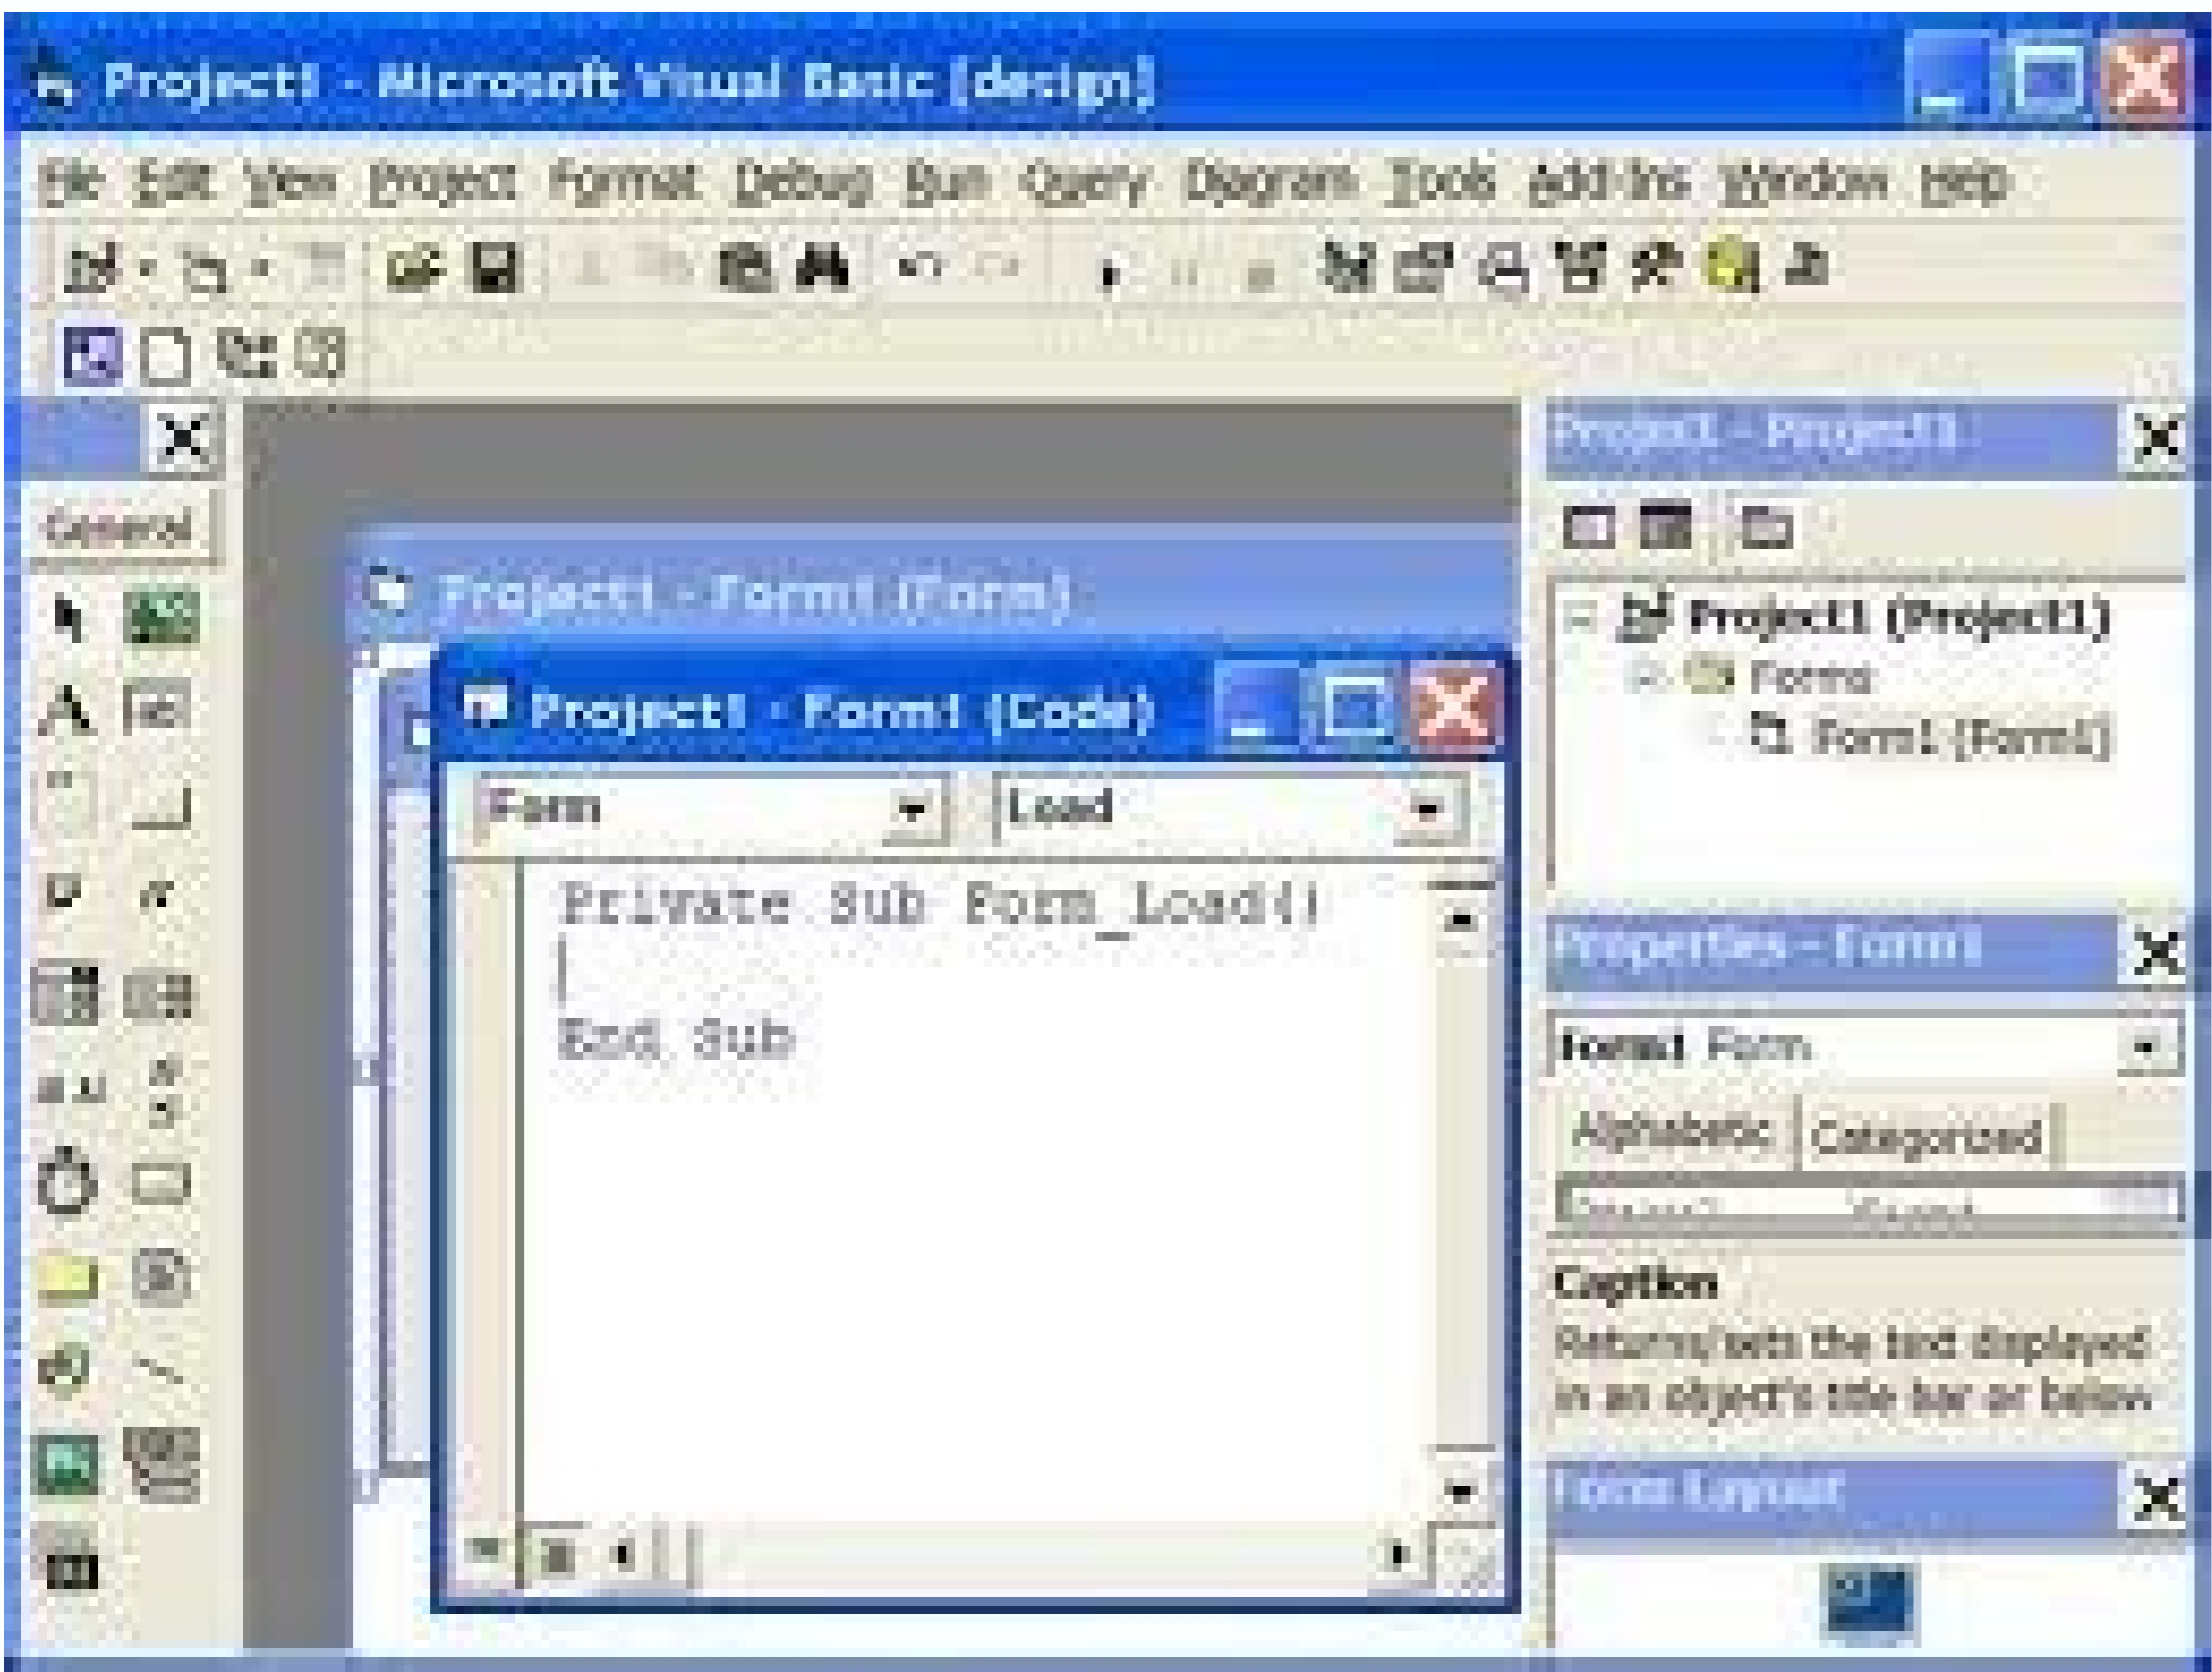 Project1 - Microsoft Visual Basic [design]
File Edit View Project Format Debug Run Query Diagram Tools Add-Ins Window Help
General
Project1 - Form1 (Form)
Project1 - Form1 (Code)
Form Load
Private Sub Form_Load()
End Sub
Project - Project1
Project1 (Project1)
Forms
Form1 (Form1)
Properties - Form1
Form1 Form
Alphabetic Categorized
Caption
Returns/sets the text displayed
in an object's title bar or below
Form Layout